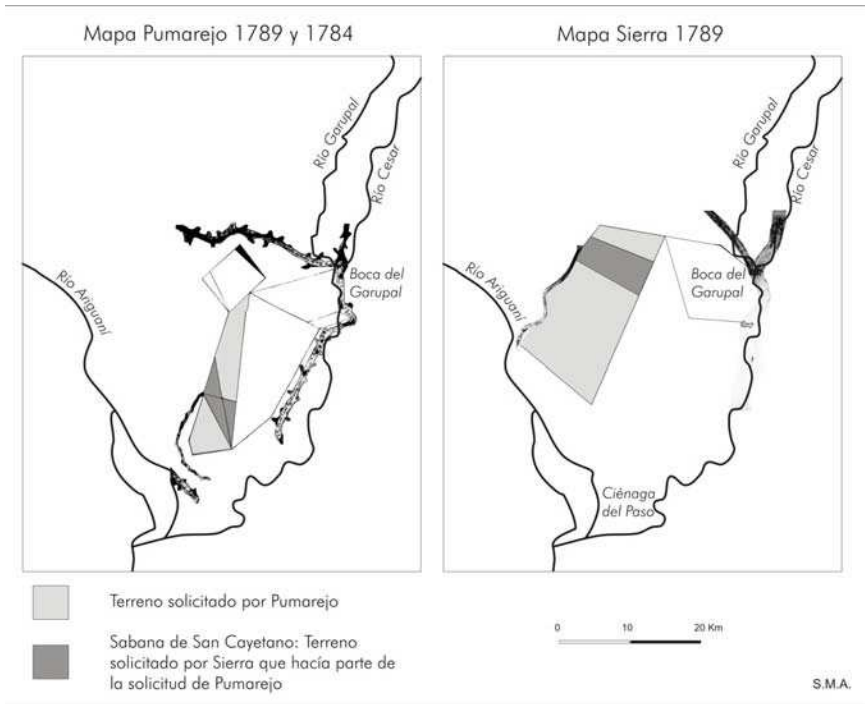 Mapa Pumarejo 1789 y 1784
Mapa Sierra 1789
Río Garupal
Río Cesar
Boca del
Garupal
Río Ariguaní
Río Garupal
Río Cesar
Boca del
Garupal
Río Ariguaní
Ciénaga
del Paso
Terreno solicitado por Pumarejo
Sabana de San Cayetano: Terreno
solicitado por Sierra que hacía parte de
la solicitud de Pumarejo
0 10 20 Km
S.M.A.